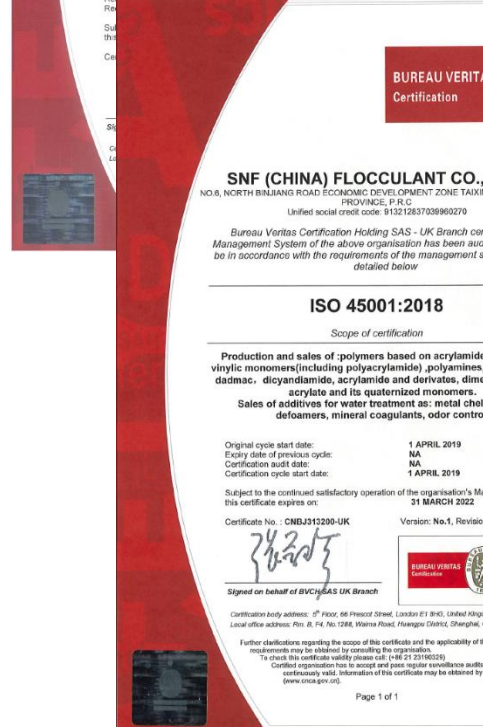 Re
Sul
this
Ce
Sig
Ce
Lo
BUREAU VERITA
Certification
SNF (CHINA) FLOCCULANT CO.,
NO.6, NORTH BINJIANG ROAD ECONOMIC DEVELOPMENT ZONE TAIXIN
PROVINCE, P.R.C
Unified social credit code: 913212837039960270
Bureau Veritas Certification Holding SAS - UK Branch cer
Management System of the above organisation has been aud
be in accordance with the requirements of the management s
detailed below
ISO 45001:2018
Scope of certification
Production and sales of :polymers based on acrylamide
vinylic monomers(including polyacrylamide) ,polyamines,
dadmac, dicyandiamide, acrylamide and derivates, dime
acrylate and its quaternized monomers.
Sales of additives for water treatment as: metal chel
defoamers, mineral coagulants, odor contro
Original cycle start date: 1 APRIL 2019
Expiry date of previous cycle: NA
Certification audit date: NA
Certification cycle start date: 1 APRIL 2019
Subject to the continued satisfactory operation of the organisation's Ma
this certificate expires on: 31 MARCH 2022
Certificate No. : CNBJ313200-UK Version: No.1, Revisio
BUREAU VERITAS
Certification
Signed on behalf of BVCH SAS UK Branch
Certification body address: 5th Floor, 66 Prescot Street, London E1 8HG, United King
Local office address: Rm. B, F4, No.1288, Waima Road, Huangpu District, Shanghai,
Further clarifications regarding the scope of this certificate and the applicability of th
requirements may be obtained by consulting the organisation.
To check this certificate validity please call: (+86 21 23190329)
Certified organisation has to accept and pass regular surveillance audits
continuously valid. Information of this certificate may be obtained by
(www.cnca.gov.cn).
Page 1 of 1